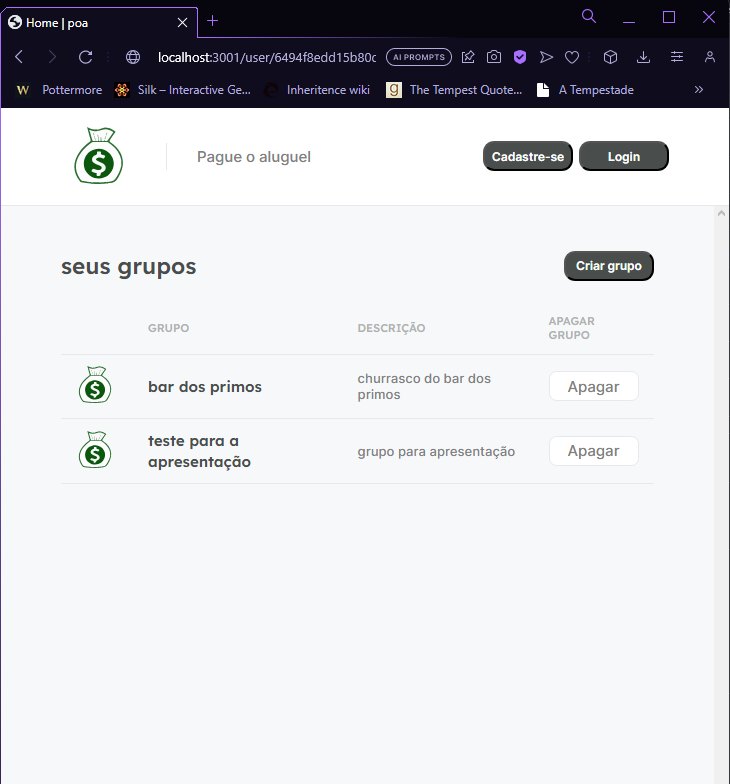 Home | poa
localhost:3001/user/6494f8edd15b80c
AI PROMPTS
W Pottermore Silk – Interactive Ge... Inheritence wiki g The Tempest Quote... A Tempestade »
$ Pague o aluguel Cadastre-se Login
seus grupos Criar grupo
GRUPO DESCRIÇÃO APAGAR
GRUPO
$ bar dos primos churrasco do bar dos
primos Apagar
$ teste para a
apresentação grupo para apresentação Apagar